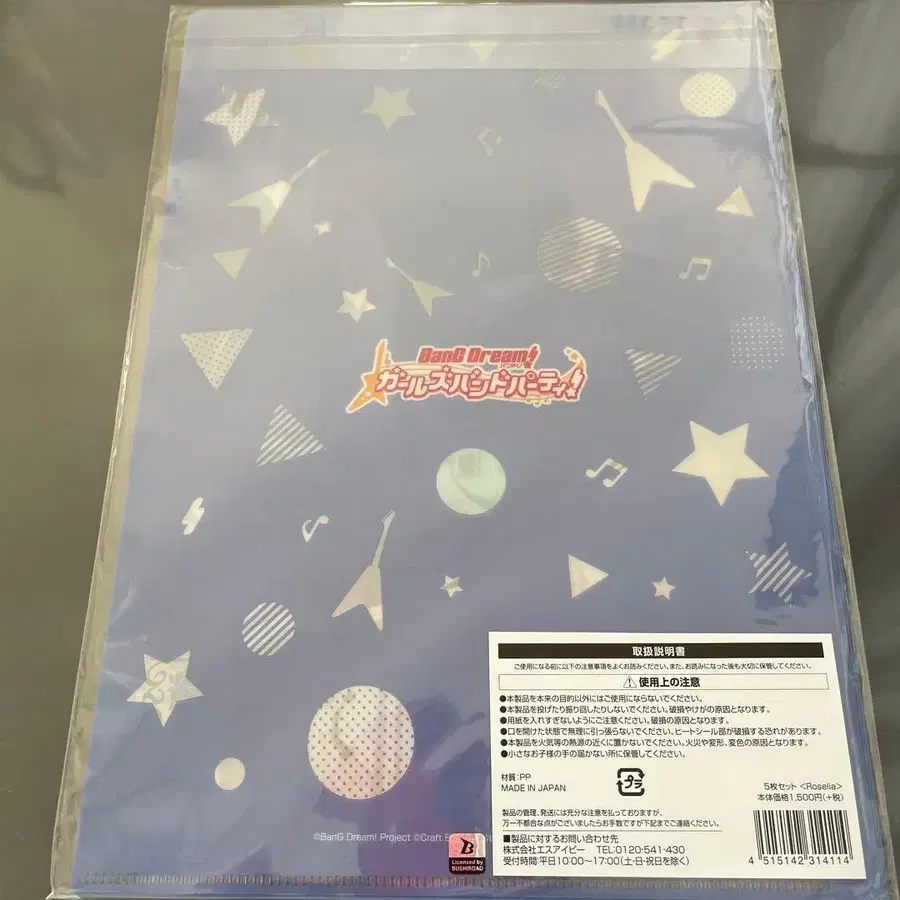 BanG Dream!
バンドリ!
ガールズバンドパーティ!
取扱説明書
ご使用になる前に以下の注意事項をよくお読みください。また、お読みになった後も大切に保管してください。
⚠使用上の注意
●本製品を本来の目的以外にはご使用にならないでください。
●本製品を投げたり振り回したりしないでください。破損やけがの原因となります。
●用紙を入れすぎないようにご注意ください。破損の原因となります。
●口を開けた状態で無理に引っ張らないでください。ヒートシール部が破損する恐れがあります。
●本製品を火気等の熱源の近くに置かないでください。火災や変形、変色の原因となります。
●小さなお子様の手の届かない所に保管してください。
材質:PP
MADE IN JAPAN
プラ
5枚セット <Roselia>
本体価格1,500円(+税)
製品の管理、発送には充分な注意を払っておりますが、
万一不都合な点がございましたらお手数ですが下記までご連絡ください。
■製品に対するお問い合わせ先
株式会社エスアイピー TEL:0120-541-430
受付時間:平日10:00〜17:00(土・日・祝日を除く)
4 515142 314114
©BanG Dream! Project ©Craft
B
Licensed by
BUSHIROAD